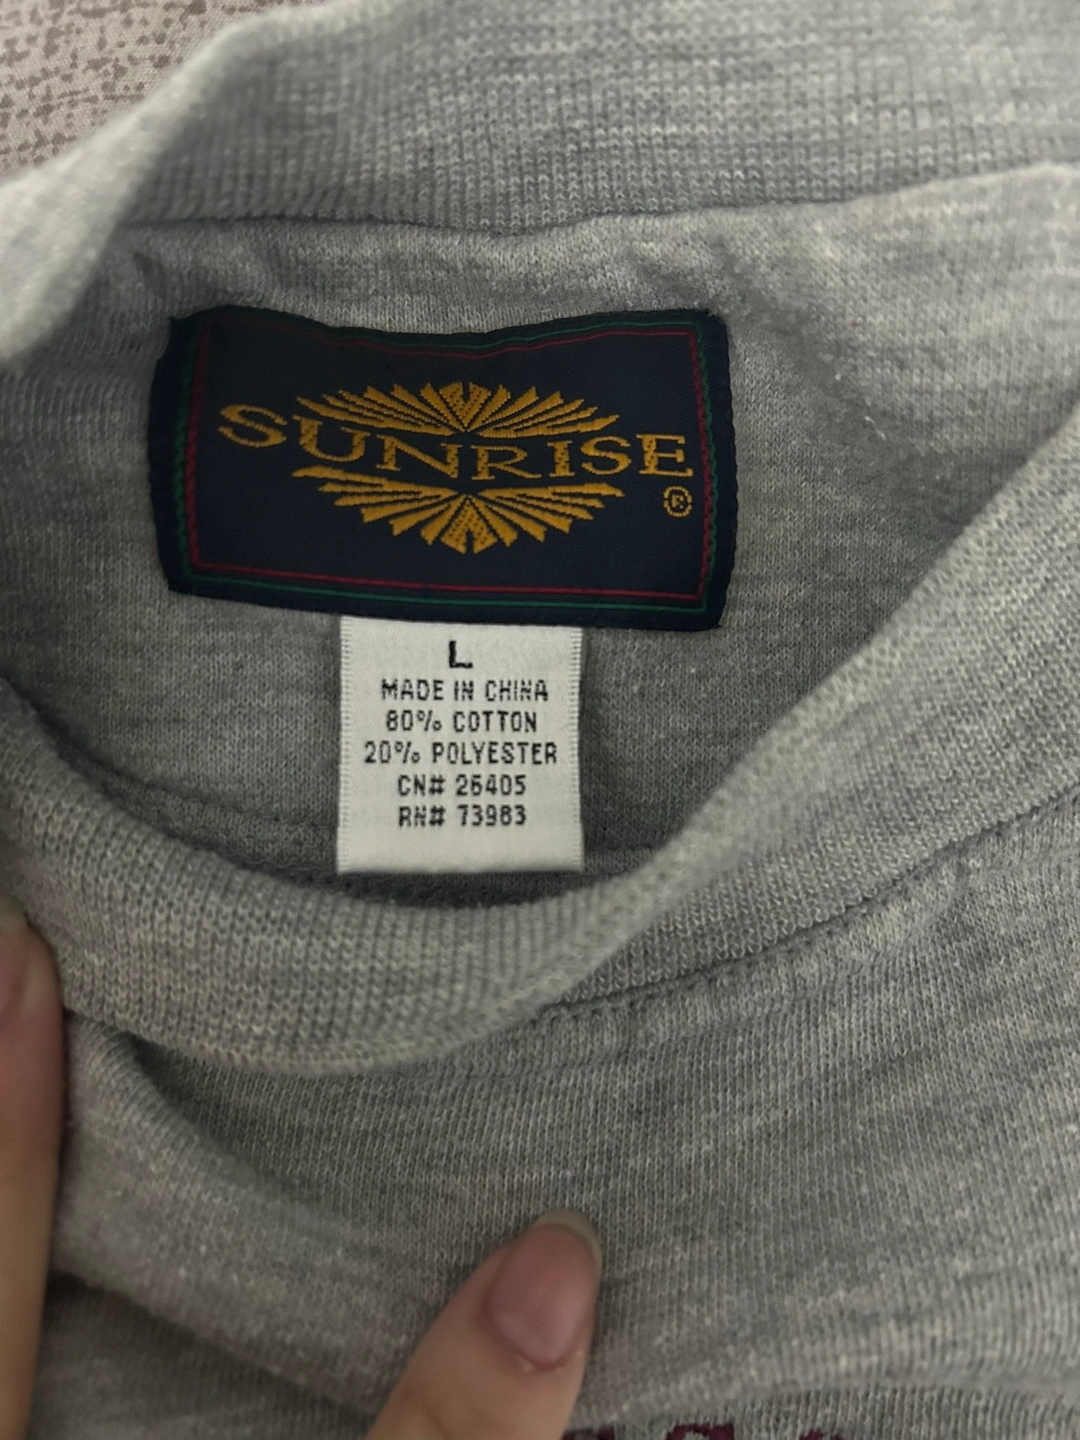 SUNRISE
®
L
MADE IN CHINA
80% COTTON
20% POLYESTER
CN# 26405
RN# 73983